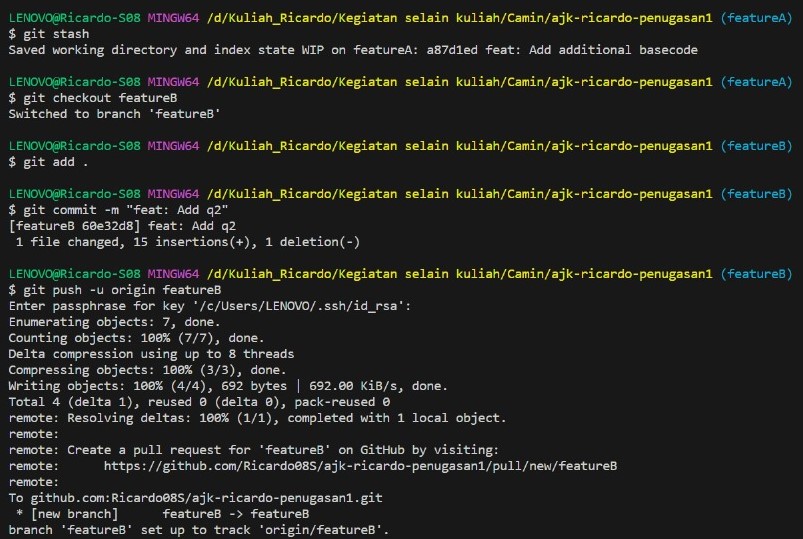 LENOVO@Ricardo-S08 MINGW64 /d/Kuliah_Ricardo/Kegiatan selain kuliah/Camin/ajk-ricardo-penugasan1 (featureA)
$ git stash
Saved working directory and index state WIP on featureA: a87d1ed feat: Add additional basecode
LENOVO@Ricardo-S08 MINGW64 /d/Kuliah_Ricardo/Kegiatan selain kuliah/Camin/ajk-ricardo-penugasan1 (featureA)
$ git checkout featureB
Switched to branch 'featureB'
LENOVO@Ricardo-S08 MINGW64 /d/Kuliah_Ricardo/Kegiatan selain kuliah/Camin/ajk-ricardo-penugasan1 (featureB)
$ git add .
LENOVO@Ricardo-S08 MINGW64 /d/Kuliah_Ricardo/Kegiatan selain kuliah/Camin/ajk-ricardo-penugasan1 (featureB)
$ git commit -m "feat: Add q2"
[featureB 60e32d8] feat: Add q2
 1 file changed, 15 insertions(+), 1 deletion(-)
LENOVO@Ricardo-S08 MINGW64 /d/Kuliah_Ricardo/Kegiatan selain kuliah/Camin/ajk-ricardo-penugasan1 (featureB)
$ git push -u origin featureB
Enter passphrase for key '/c/Users/LENOVO/.ssh/id_rsa':
Enumerating objects: 7, done.
Counting objects: 100% (7/7), done.
Delta compression using up to 8 threads
Compressing objects: 100% (3/3), done.
Writing objects: 100% (4/4), 692 bytes | 692.00 KiB/s, done.
Total 4 (delta 1), reused 0 (delta 0), pack-reused 0
remote: Resolving deltas: 100% (1/1), completed with 1 local object.
remote:
remote: Create a pull request for 'featureB' on GitHub by visiting:
remote:      https://github.com/Ricardo08S/ajk-ricardo-penugasan1/pull/new/featureB
remote:
To github.com:Ricardo08S/ajk-ricardo-penugasan1.git
 * [new branch]      featureB -> featureB
branch 'featureB' set up to track 'origin/featureB'.